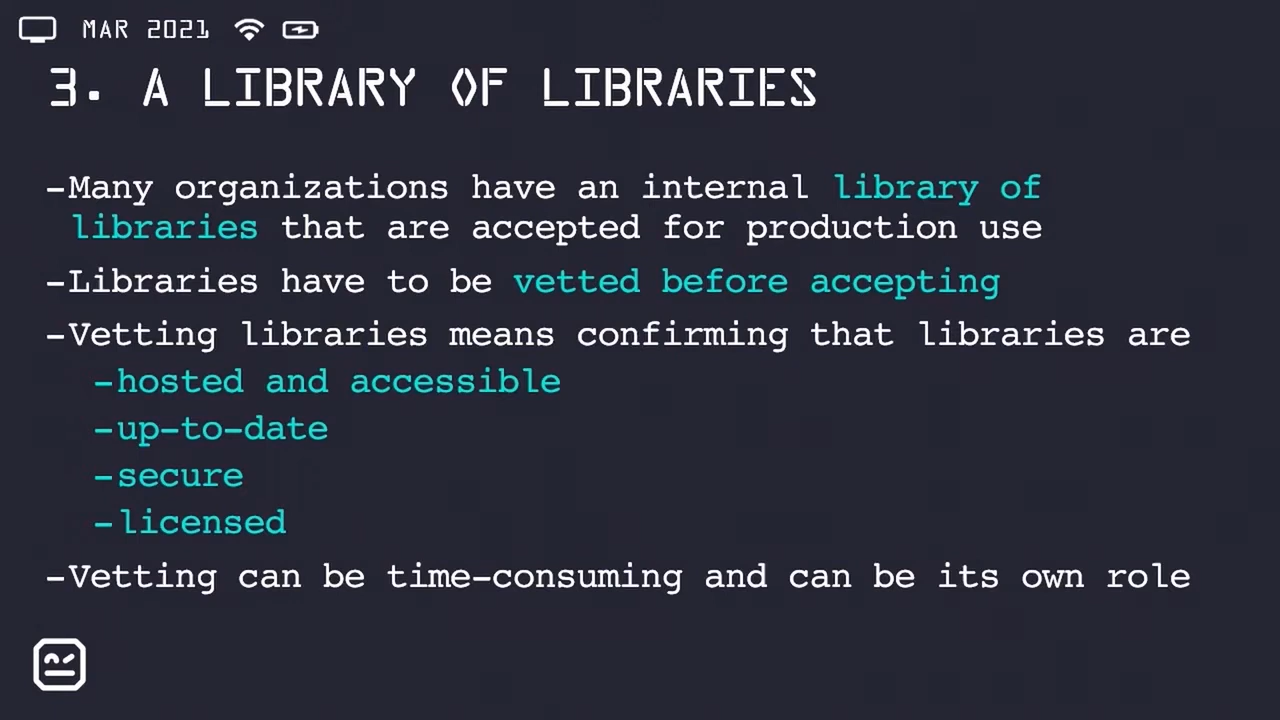 MAR 2021
3. A LIBRARY OF LIBRARIES
-Many organizations have an internal library of
libraries that are accepted for production use
-Libraries have to be vetted before accepting
-Vetting libraries means confirming that libraries are
-hosted and accessible
-up-to-date
-secure
-licensed
-Vetting can be time-consuming and can be its own role